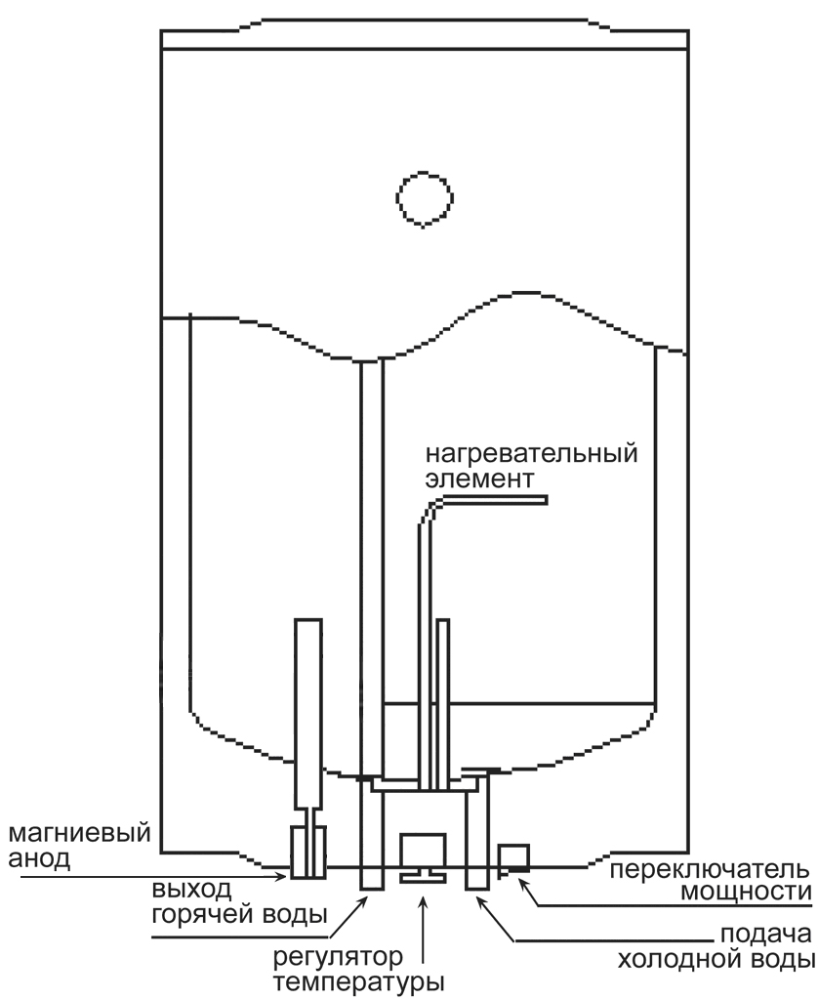 нагревательный
элемент
магниевый
анод
выход
горячей воды
регулятор
температуры
переключатель
мощности
подача
холодной воды